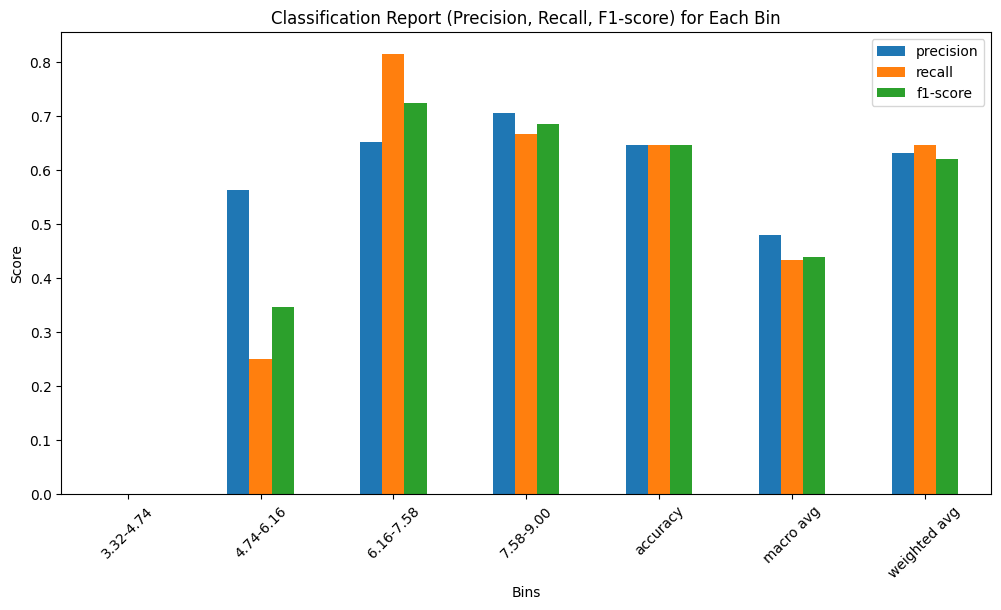 Classification Report (Precision, Recall, F1-score) for Each Bin
precision
recall
f1-score
Score
0.8
0.7
0.6
0.5
0.4
0.3
0.2
0.1
0.0
3.32-4.74
4.74-6.16
6.16-7.58
7.58-9.00
accuracy
macro avg
weighted avg
Bins